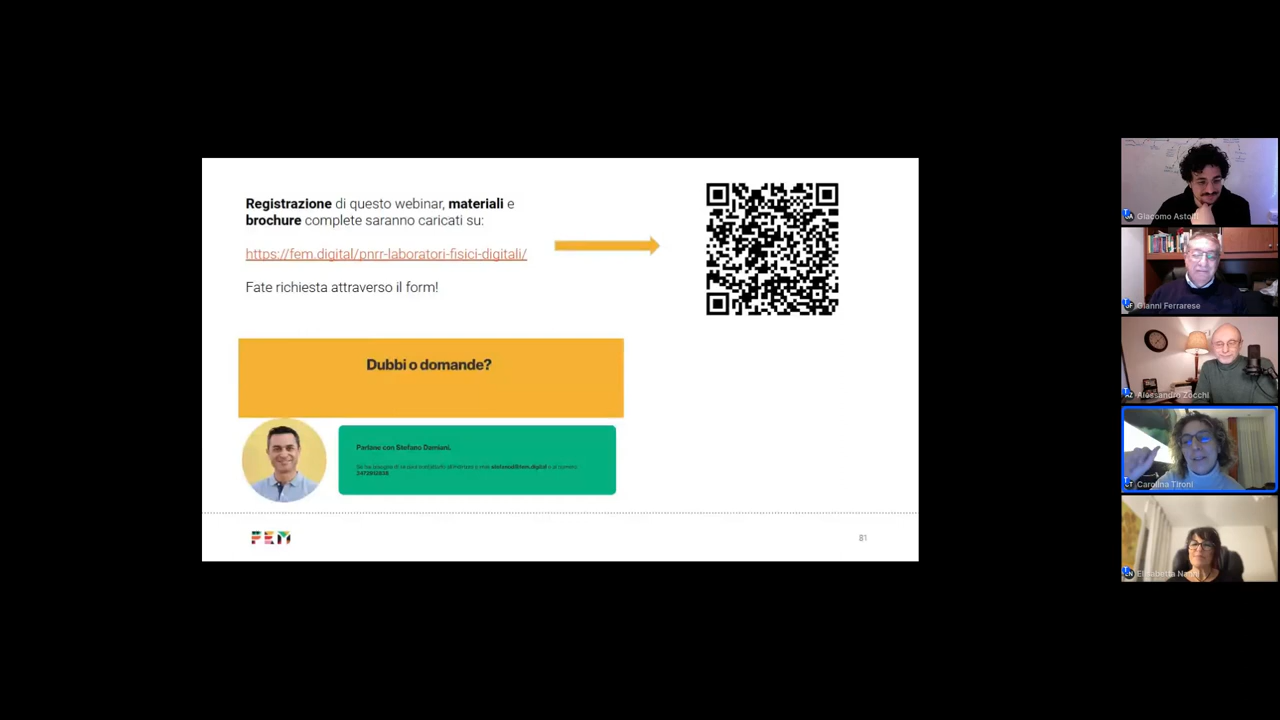 Registrazione di questo webinar, materiali e
brochure complete saranno caricati su:
https://fem.digital/pnrr-laboratori-fisici-digitali/
Fate richiesta attraverso il form!
Dubbi o domande?
Parlane con Stefano Damiani.
FEM
81
Giacomo Astolfi
Gianni Ferrarese
Alessandro Zocchi
Carolina Tironi
Elisabetta Nanni